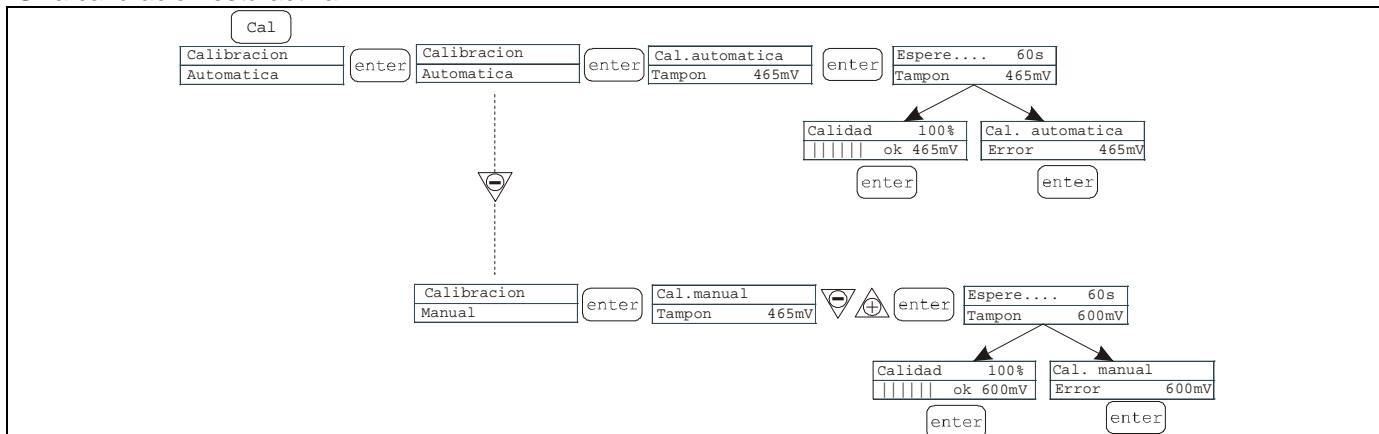 Cal
Calibracion
Automatica
enter
Calibracion
Automatica
enter
Cal.automatica
Tampon 465mV
enter
Espere.... 60s
Tampon 465mV
Calidad 100%
|||||| ok 465mV
enter
Cal. automatica
Error 465mV
enter
Calibracion
Manual
enter
Cal.manual
Tampon 465mV
enter
Espere.... 60s
Tampon 600mV
Calidad 100%
|||||| ok 600mV
enter
Cal. manual
Error 600mV
enter